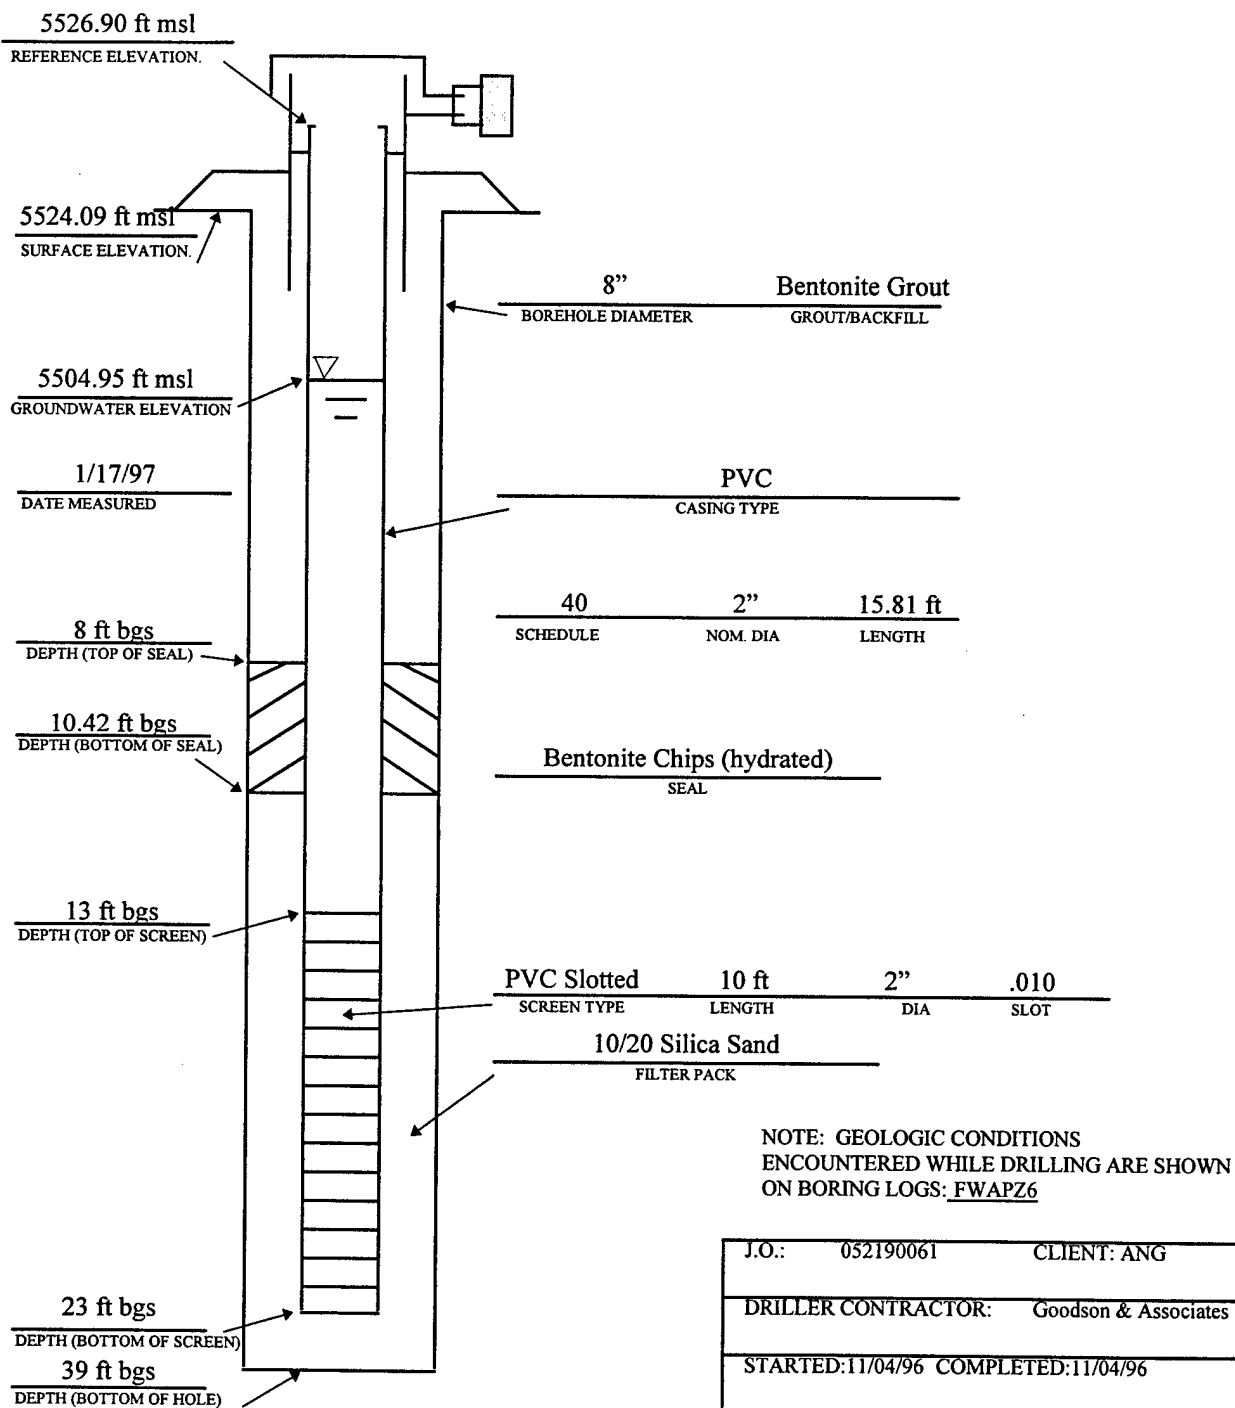 5526.90 ft msl
REFERENCE ELEVATION.
5524.09 ft msl
SURFACE ELEVATION.
8” Bentonite Grout
BOREHOLE DIAMETER GROUT/BACKFILL
5504.95 ft msl
GROUNDWATER ELEVATION
1/17/97
DATE MEASURED
PVC
CASING TYPE
40 2” 15.81 ft
SCHEDULE NOM. DIA LENGTH
8 ft bgs
DEPTH (TOP OF SEAL)
10.42 ft bgs
DEPTH (BOTTOM OF SEAL)
Bentonite Chips (hydrated)
SEAL
13 ft bgs
DEPTH (TOP OF SCREEN)
PVC Slotted 10 ft 2” .010
SCREEN TYPE LENGTH DIA SLOT
10/20 Silica Sand
FILTER PACK
NOTE: GEOLOGIC CONDITIONS
ENCOUNTERED WHILE DRILLING ARE SHOWN
ON BORING LOGS: FWAPZ6
J.O.: 052190061 CLIENT: ANG
DRILLER CONTRACTOR: Goodson & Associates
STARTED:11/04/96 COMPLETED:11/04/96
23 ft bgs
DEPTH (BOTTOM OF SCREEN)
39 ft bgs
DEPTH (BOTTOM OF HOLE)